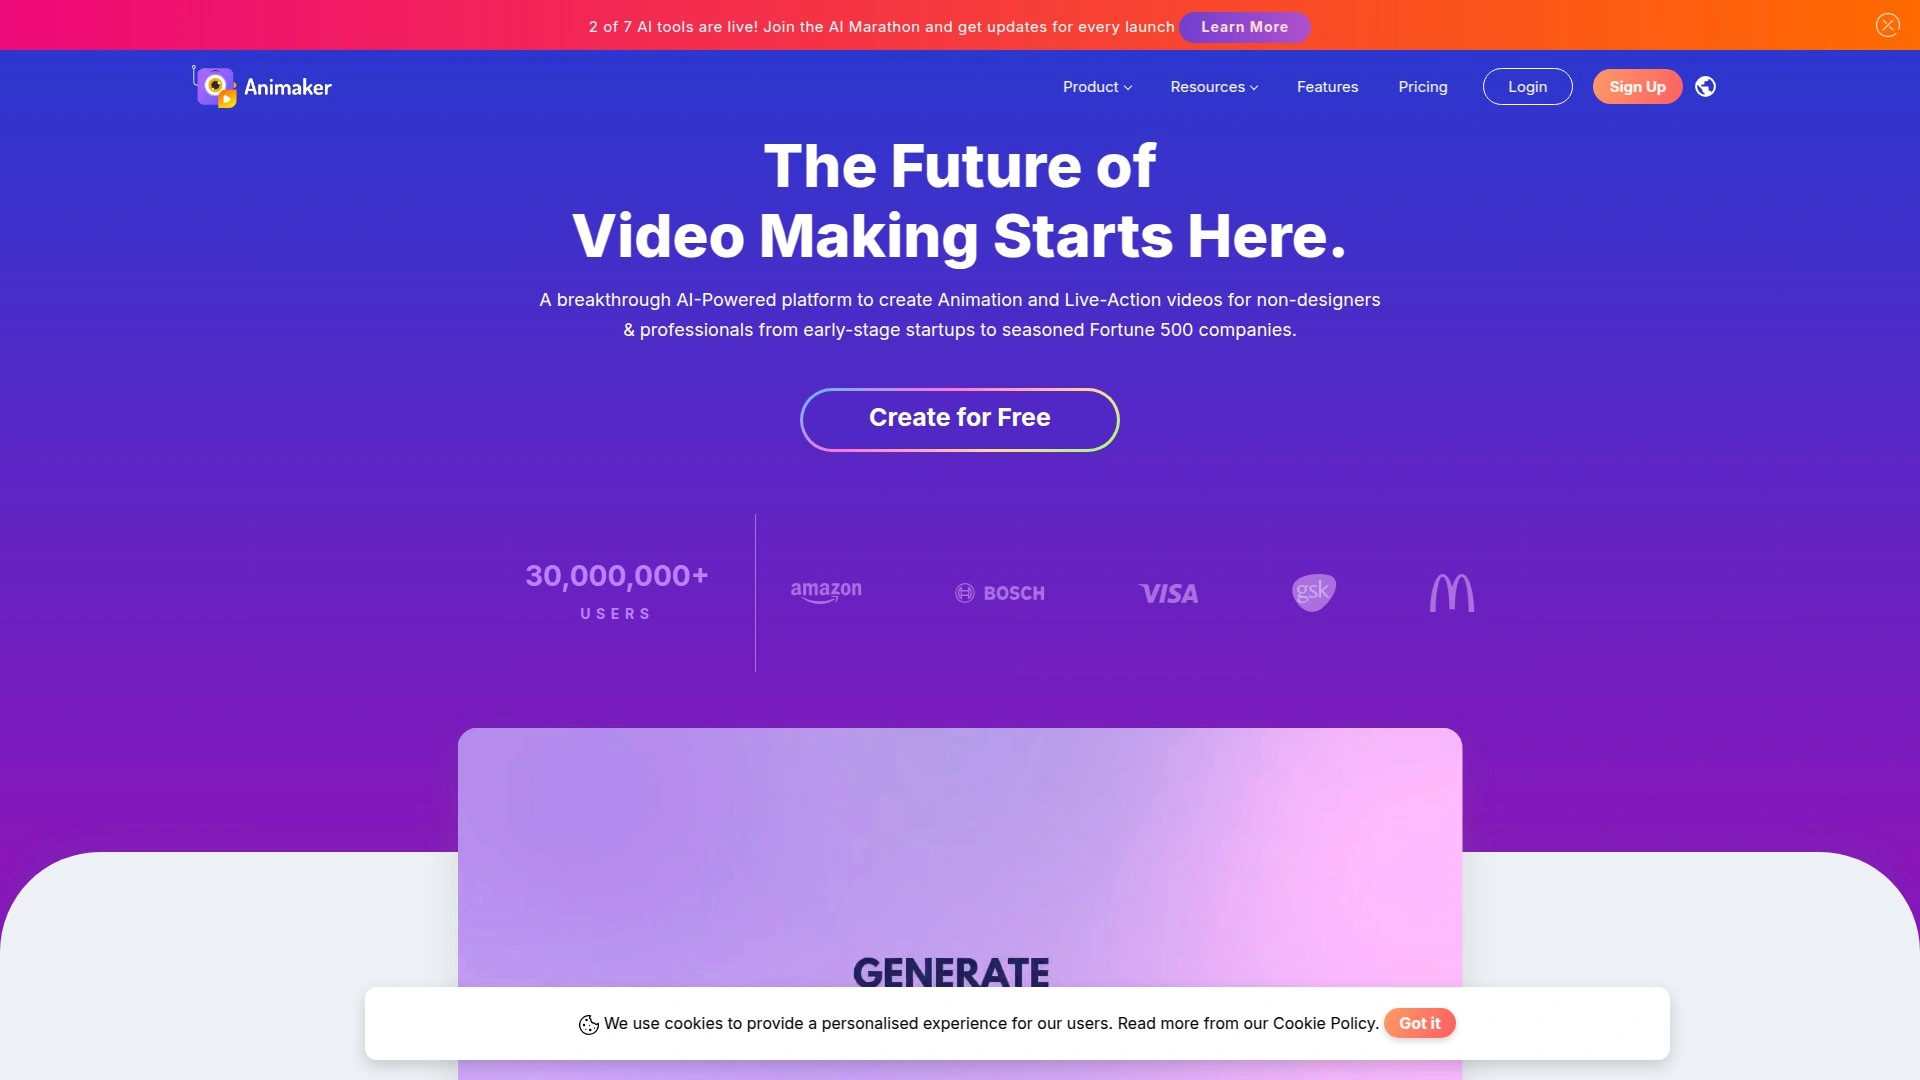 2 of 7 AI tools are live! Join the AI Marathon and get updates for every launch Learn More
Animaker Product Resources Features Pricing Login Sign Up
The Future of
Video Making Starts Here.
A breakthrough AI-Powered platform to create Animation and Live-Action videos for non-designers
& professionals from early-stage startups to seasoned Fortune 500 companies.
Create for Free
30,000,000+
USERS
amazon BOSCH VISA gsk
GENERATE
We use cookies to provide a personalised experience for our users. Read more from our Cookie Policy. Got it